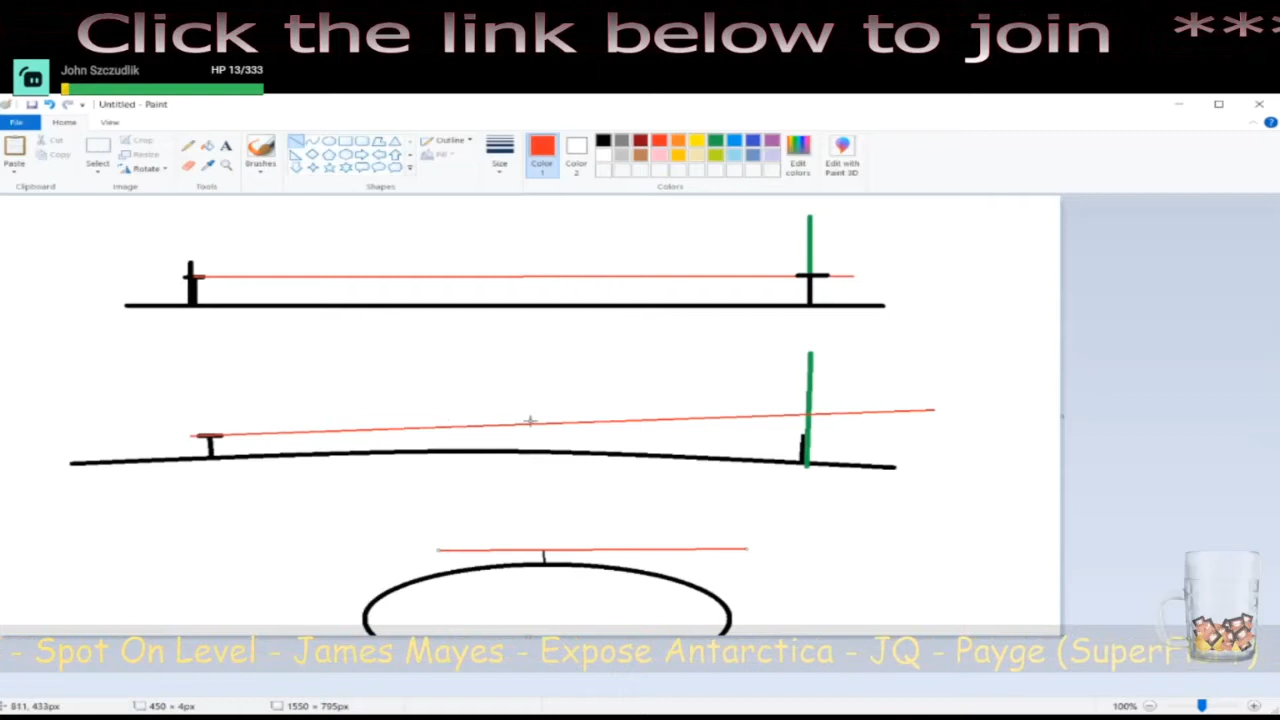 Click the link below to join ***
John Szczudlik HP 13/333
Untitled - Paint
File Home View
Paste
Cut
Copy
Clipboard
Select
Crop
Resize
Rotate
Image
A
Tools
Brushes
Outline
Fill
Shapes
Size
Color 1
Color 2
Colors
Edit colors
Edit with Paint 3D
- Spot On Level - James Mayes - Expose Antarctica - JQ - Payge
811, 433px 450 × 4px 1550 × 795px 100%